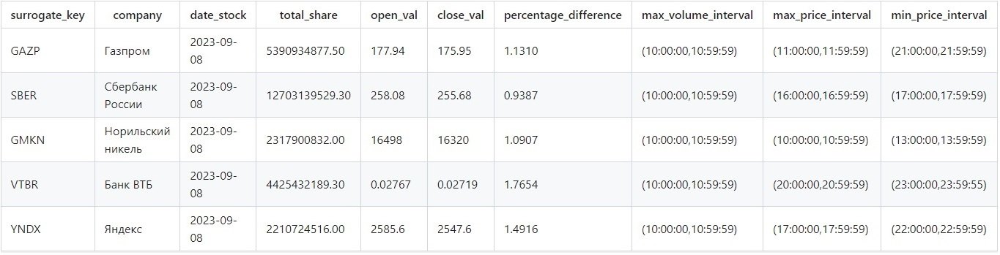 surrogate_key company date_stock total_share open_val close_val percentage_difference max_volume_interval max_price_interval min_price_interval
GAZP Газпром 2023-09-08 5390934877.50 177.94 175.95 1.1310 (10:00:00,10:59:59) (11:00:00,11:59:59) (21:00:00,21:59:59)
SBER Сбербанк России 2023-09-08 12703139529.30 258.08 255.68 0.9387 (10:00:00,10:59:59) (16:00:00,16:59:59) (17:00:00,17:59:59)
GMKN Норильский никель 2023-09-08 2317900832.00 16498 16320 1.0907 (10:00:00,10:59:59) (10:00:00,10:59:59) (13:00:00,13:59:59)
VTBR Банк ВТБ 2023-09-08 4425432189.30 0.02767 0.02719 1.7654 (10:00:00,10:59:59) (20:00:00,20:59:59) (23:00:00,23:59:55)
YNDX Яндекс 2023-09-08 2210724516.00 2585.6 2547.6 1.4916 (10:00:00,10:59:59) (17:00:00,17:59:59) (22:00:00,22:59:59)